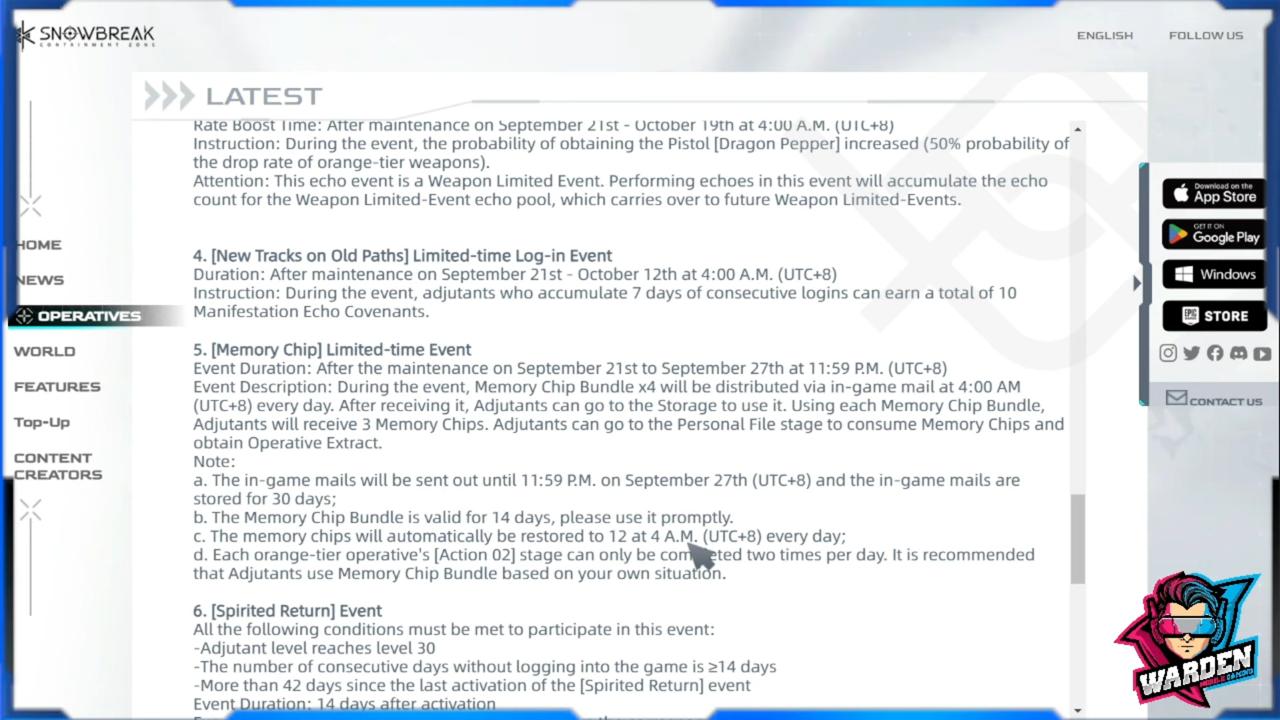 SNOWBREAK
CONTAINMENT ZONE
ENGLISH
FOLLOW US
LATEST
Rate Boost Time: After maintenance on September 21st - October 19th at 4:00 A.M. (UTC+8)
Instruction: During the event, the probability of obtaining the Pistol [Dragon Pepper] increased (50% probability of
the drop rate of orange-tier weapons).
Attention: This echo event is a Weapon Limited Event. Performing echoes in this event will accumulate the echo
count for the Weapon Limited-Event echo pool, which carries over to future Weapon Limited-Events.
4. [New Tracks on Old Paths] Limited-time Log-in Event
Duration: After maintenance on September 21st - October 12th at 4:00 A.M. (UTC+8)
Instruction: During the event, adjutants who accumulate 7 days of consecutive logins can earn a total of 10
Manifestation Echo Covenants.
5. [Memory Chip] Limited-time Event
Event Duration: After the maintenance on September 21st to September 27th at 11:59 P.M. (UTC+8)
Event Description: During the event, Memory Chip Bundle x4 will be distributed via in-game mail at 4:00 AM
(UTC+8) every day. After receiving it, Adjutants can go to the Storage to use it. Using each Memory Chip Bundle,
Adjutants will receive 3 Memory Chips. Adjutants can go to the Personal File stage to consume Memory Chips and
obtain Operative Extract.
Note:
a. The in-game mails will be sent out until 11:59 P.M. on September 27th (UTC+8) and the in-game mails are
stored for 30 days;
b. The Memory Chip Bundle is valid for 14 days, please use it promptly.
c. The memory chips will automatically be restored to 12 at 4 A.M. (UTC+8) every day;
d. Each orange-tier operative's [Action 02] stage can only be completed two times per day. It is recommended
that Adjutants use Memory Chip Bundle based on your own situation.
6. [Spirited Return] Event
All the following conditions must be met to participate in this event:
-Adjutant level reaches level 30
-The number of consecutive days without logging into the game is ≥14 days
-More than 42 days since the last activation of the [Spirited Return] event
Event Duration: 14 days after activation
HOME
NEWS
OPERATIVES
WORLD
FEATURES
Top-Up
CONTENT
CREATORS
Download on the
App Store
GET IT ON
Google Play
Windows
EPIC GAMES
STORE
CONTACT US
WARDEN
MOBILE GAMING